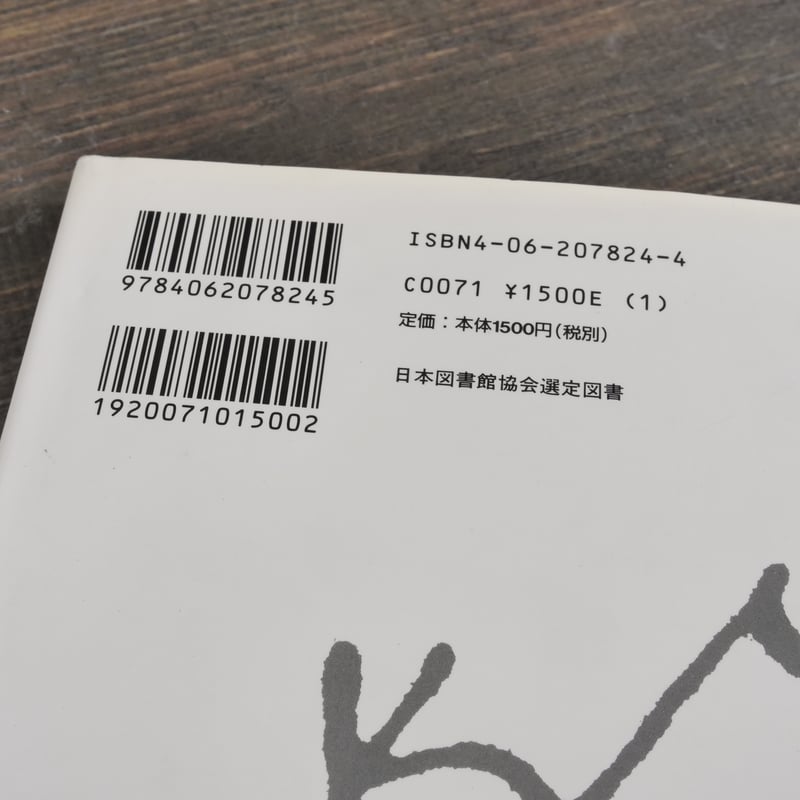 9784062078245
1920071015002
ISBN4-06-207824-4
C0071 ¥1500E (1)
定価：本体1500円（税別）
日本図書館協会選定図書